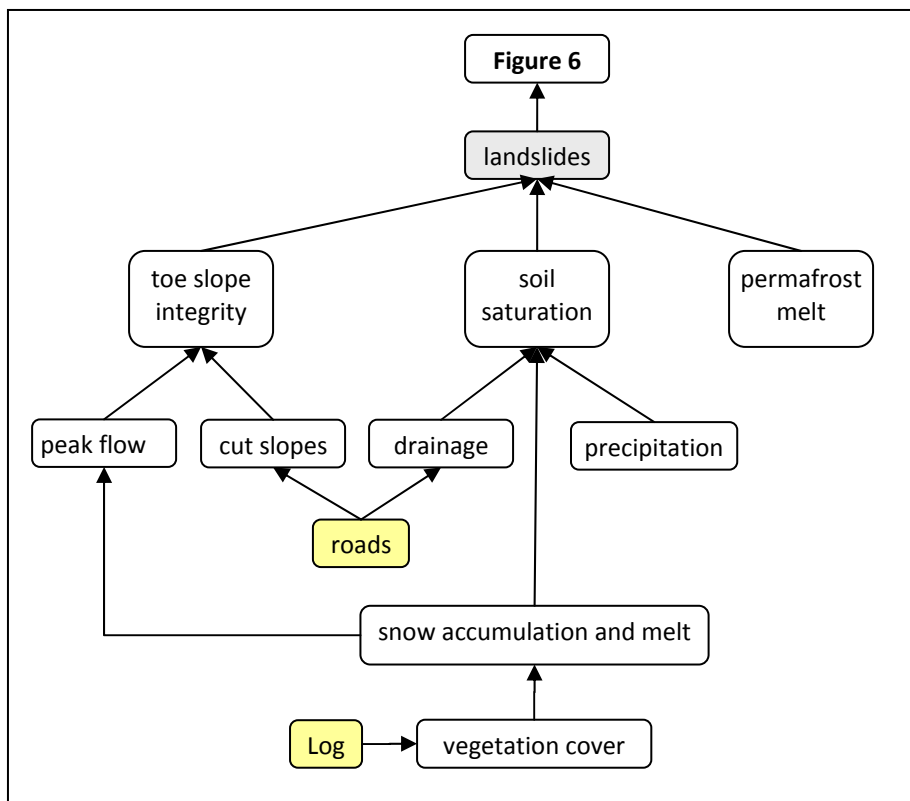 Figure 6
landslides
toe slope
integrity
soil
saturation
permafrost
melt
peak flow
cut slopes
drainage
precipitation
roads
snow accumulation and melt
Log
vegetation cover